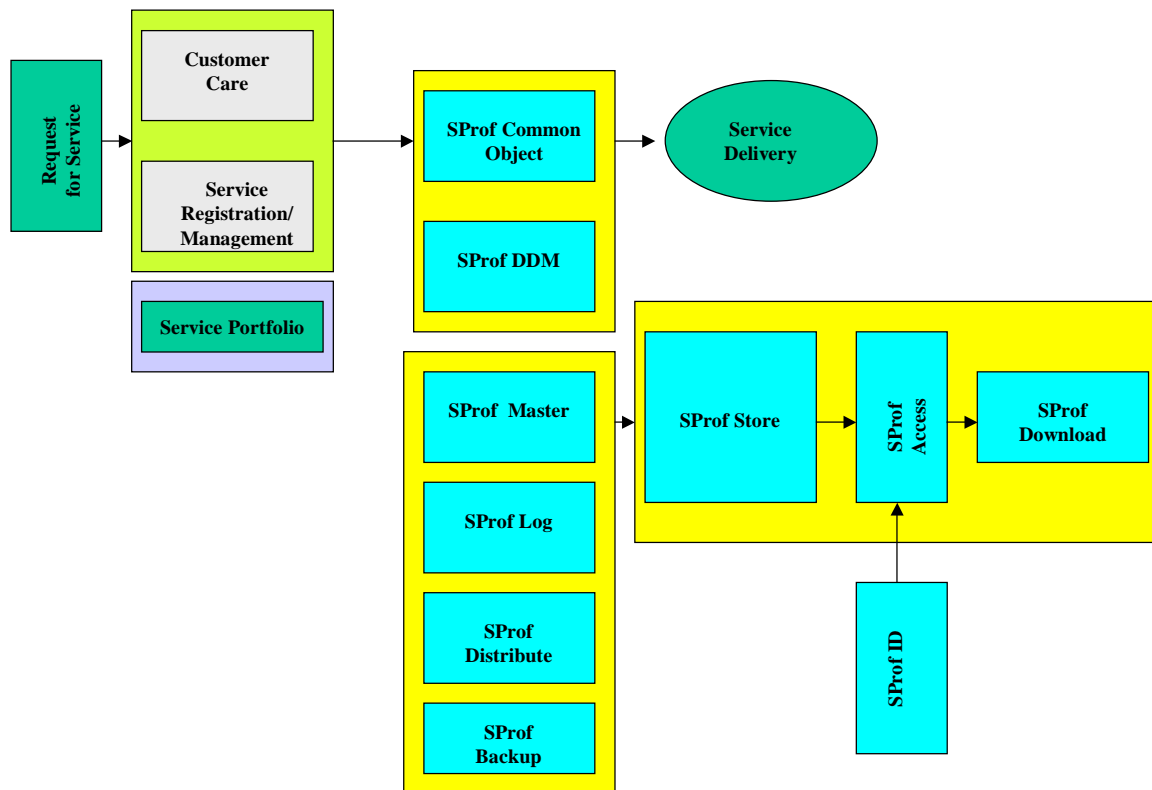 Request
for Service
Customer
Care
Service
Registration/
Management
Service Portfolio
SProf Common
Object
SProf DDM
Service
Delivery
SProf Master
SProf Log
SProf
Distribute
SProf
Backup
SProf Store
SProf
Access
SProf
Download
SProf ID